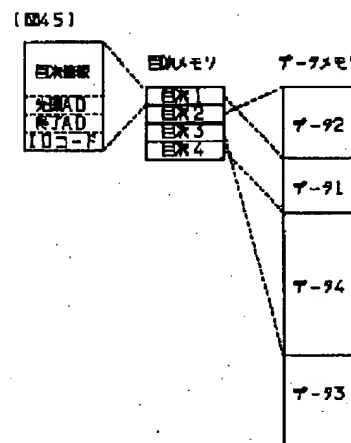 【図45】
目次メモリ
データメモリ
目次情報
先頭AD
終了AD
IDコード
目次1
目次2
目次3
目次4
データ2
データ1
データ4
データ3